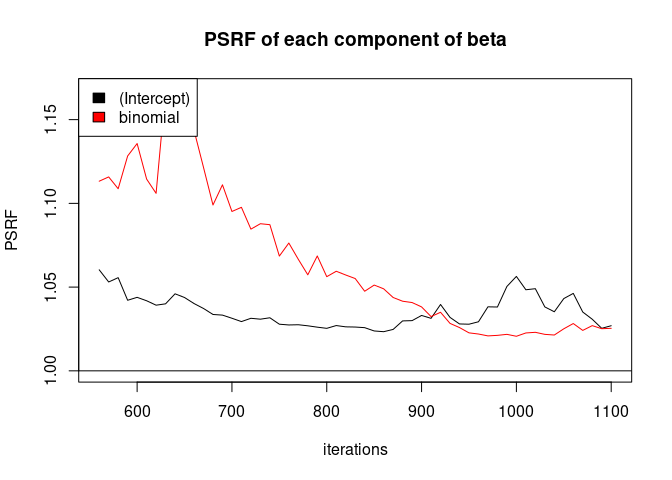 PSRF of each component of beta
(Intercept)
binomial
PSRF
1.15
1.10
1.05
1.00
600 700 800 900 1000 1100
iterations